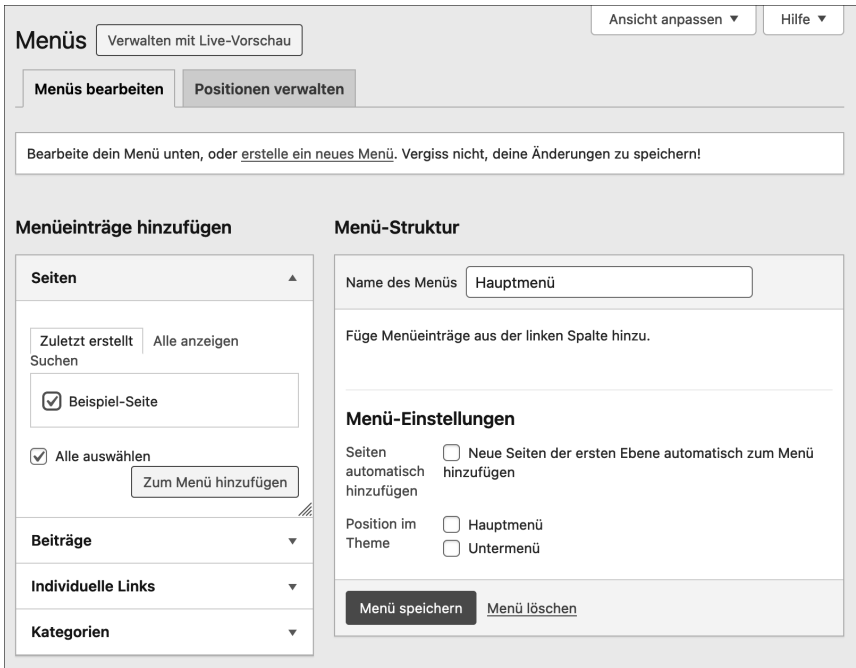 Ansicht anpassen ▼ Hilfe ▼
Menüs Verwalten mit Live-Vorschau
Menüs bearbeiten Positionen verwalten
Bearbeite dein Menü unten, oder erstelle ein neues Menü. Vergiss nicht, deine Änderungen zu speichern!
Menüeinträge hinzufügen
Seiten ▲
Zuletzt erstellt Alle anzeigen
Suchen
Beispiel-Seite
Alle auswählen
Zum Menü hinzufügen
Beiträge ▼
Individuelle Links ▼
Kategorien ▼
Menü-Struktur
Name des Menüs Hauptmenü
Füge Menüeinträge aus der linken Spalte hinzu.
Menü-Einstellungen
Seiten
automatisch
hinzufügen
Neue Seiten der ersten Ebene automatisch zum Menü
hinzufügen
Position im
Theme
Hauptmenü
Untermenü
Menü speichern Menü löschen